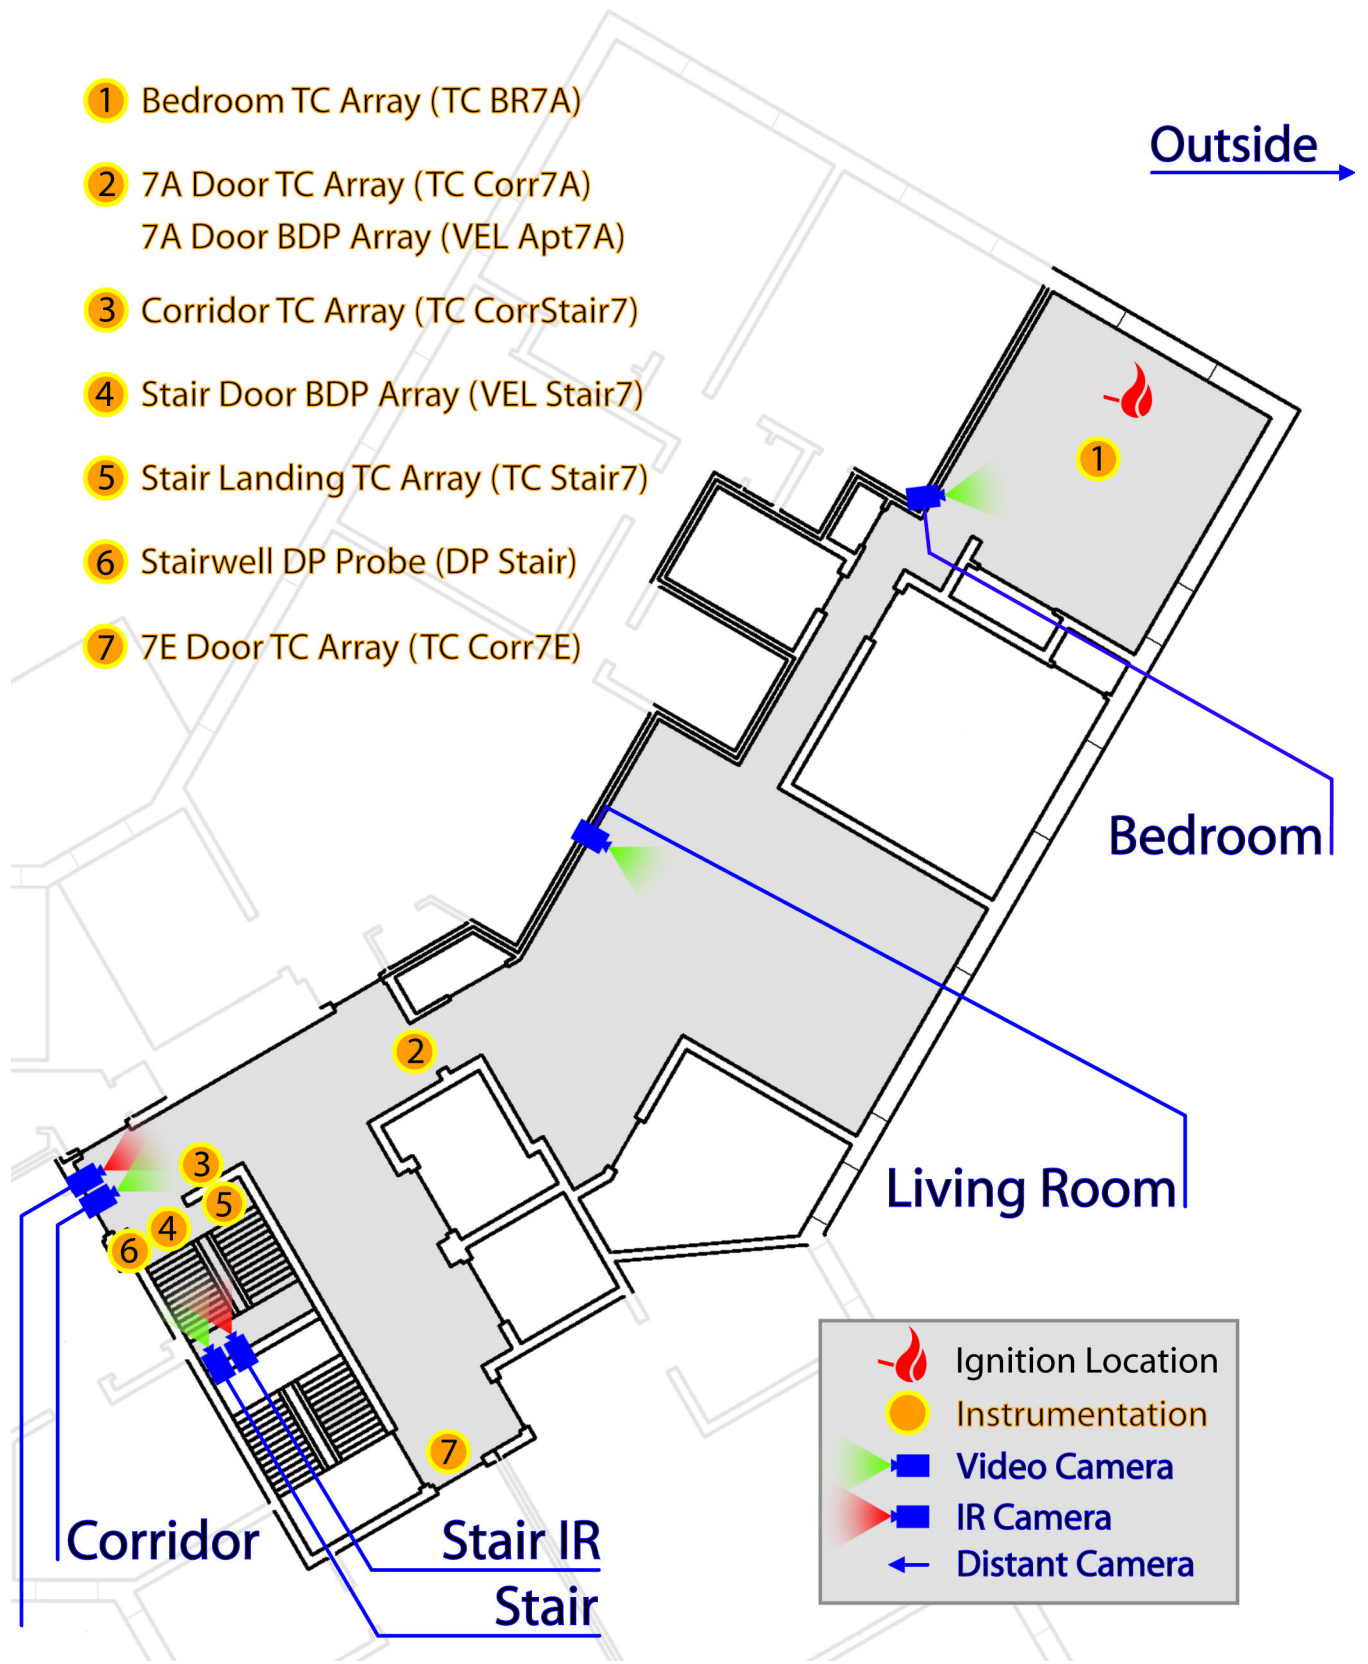 1 Bedroom TC Array (TC BR7A)
Outside
2 7A Door TC Array (TC Corr7A)
7A Door BDP Array (VEL Apt7A)
3 Corridor TC Array (TC CorrStair7)
4 Stair Door BDP Array (VEL Stair7)
5 Stair Landing TC Array (TC Stair7)
6 Stairwell DP Probe (DP Stair)
7 7E Door TC Array (TC Corr7E)
1
Bedroom
2
3
5
4
6
Living Room
7
Corridor
Stair IR
Stair
Ignition Location
Instrumentation
Video Camera
IR Camera
Distant Camera